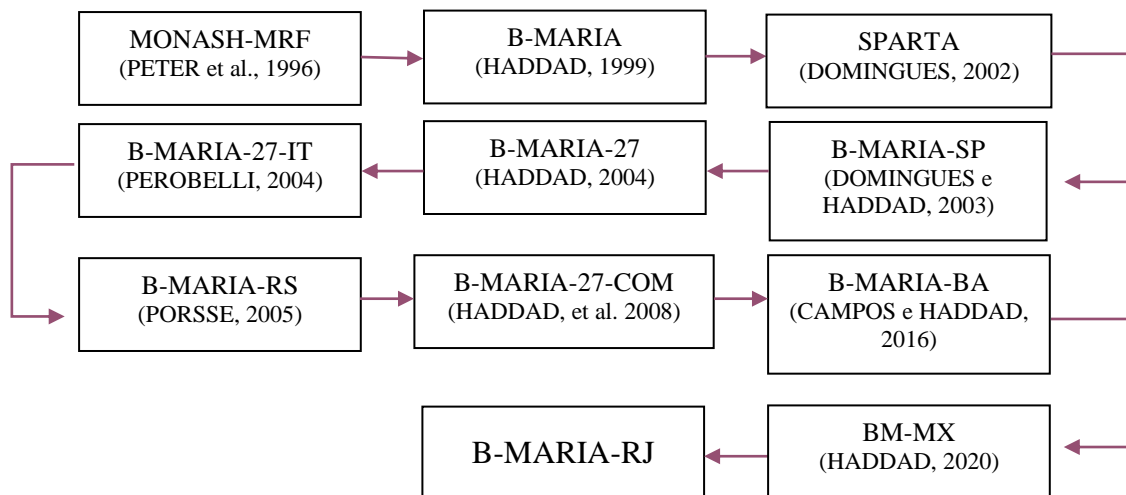 MONASH-MRF
(PETER et al., 1996)
B-MARIA
(HADDAD, 1999)
SPARTA
(DOMINGUES, 2002)
B-MARIA-27-IT
(PEROBELLI, 2004)
B-MARIA-27
(HADDAD, 2004)
B-MARIA-SP
(DOMINGUES e
HADDAD, 2003)
B-MARIA-RS
(PORSSE, 2005)
B-MARIA-27-COM
(HADDAD, et al. 2008)
B-MARIA-BA
(CAMPOS e HADDAD,
2016)
B-MARIA-RJ
BM-MX
(HADDAD, 2020)